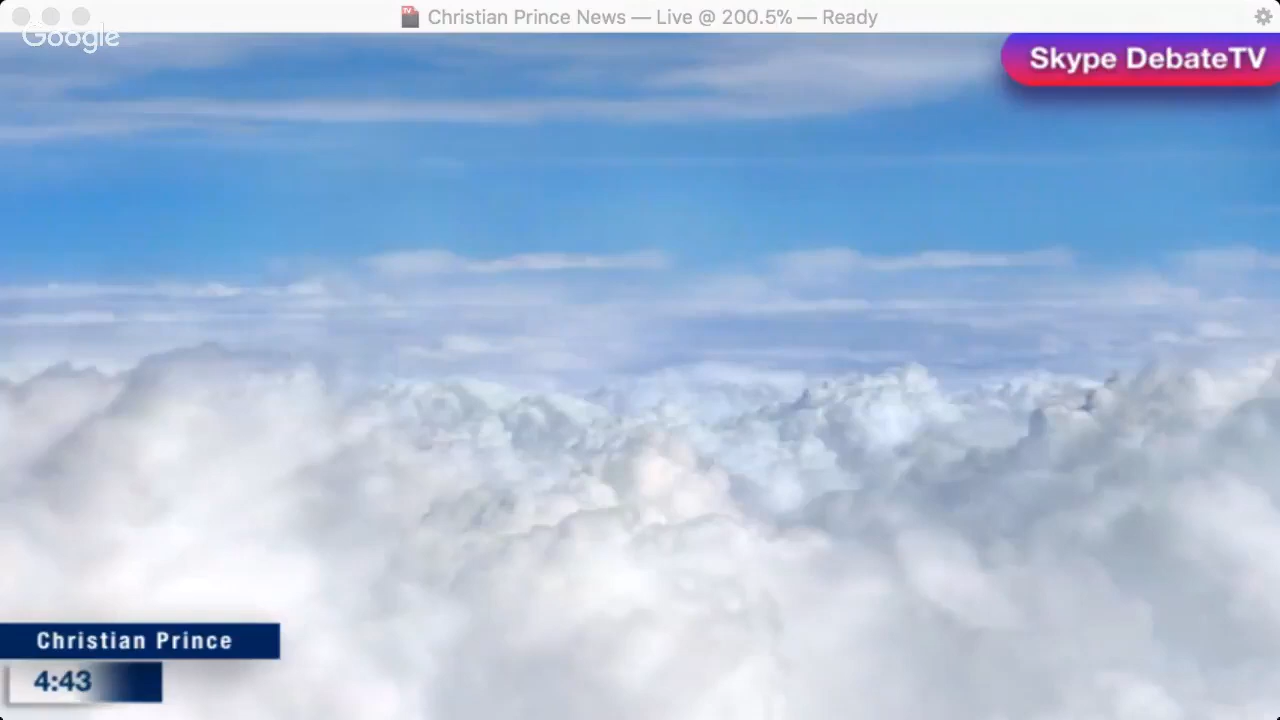 Christian Prince News — Live @ 200.5% — Ready
Google
Skype DebateTV
Christian Prince
4:43